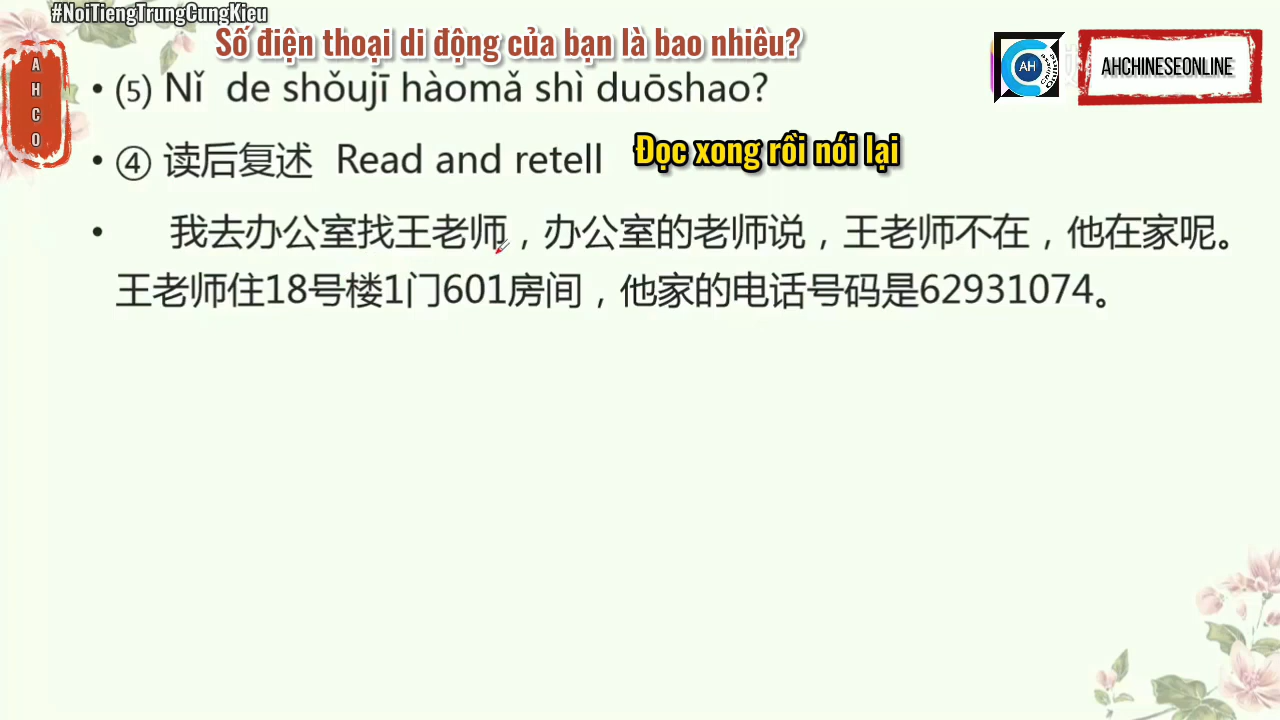 #NoiTiengTrungCungKieu
Số điện thoại di động của bạn là bao nhiêu?
A
H
C
O
AH
AHCHINESEONLINE
• (5) Nǐ de shǒujī hàomǎ shì duōshao?
• ④ 读后复述 Read and retell Đọc xong rồi nói lại
• 我去办公室找王老师，办公室的老师说，王老师不在，他在家呢。
王老师住18号楼1门601房间，他家的电话号码是62931074。